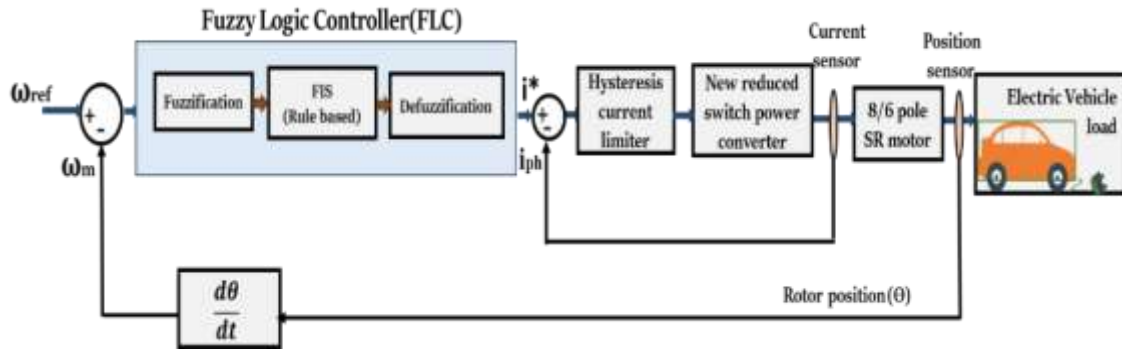 Fuzzy Logic Controller(FLC)
ωref
+
-
ωm
Fuzzification
FIS
(Rule based)
Defuzzification
i*
+
-
iph
Hysteresis
current
limiter
New reduced
switch power
converter
Current
sensor
8/6 pole
SR motor
Position
sensor
Electric Vehicle
load
dθ
dt
Rotor position(Θ)